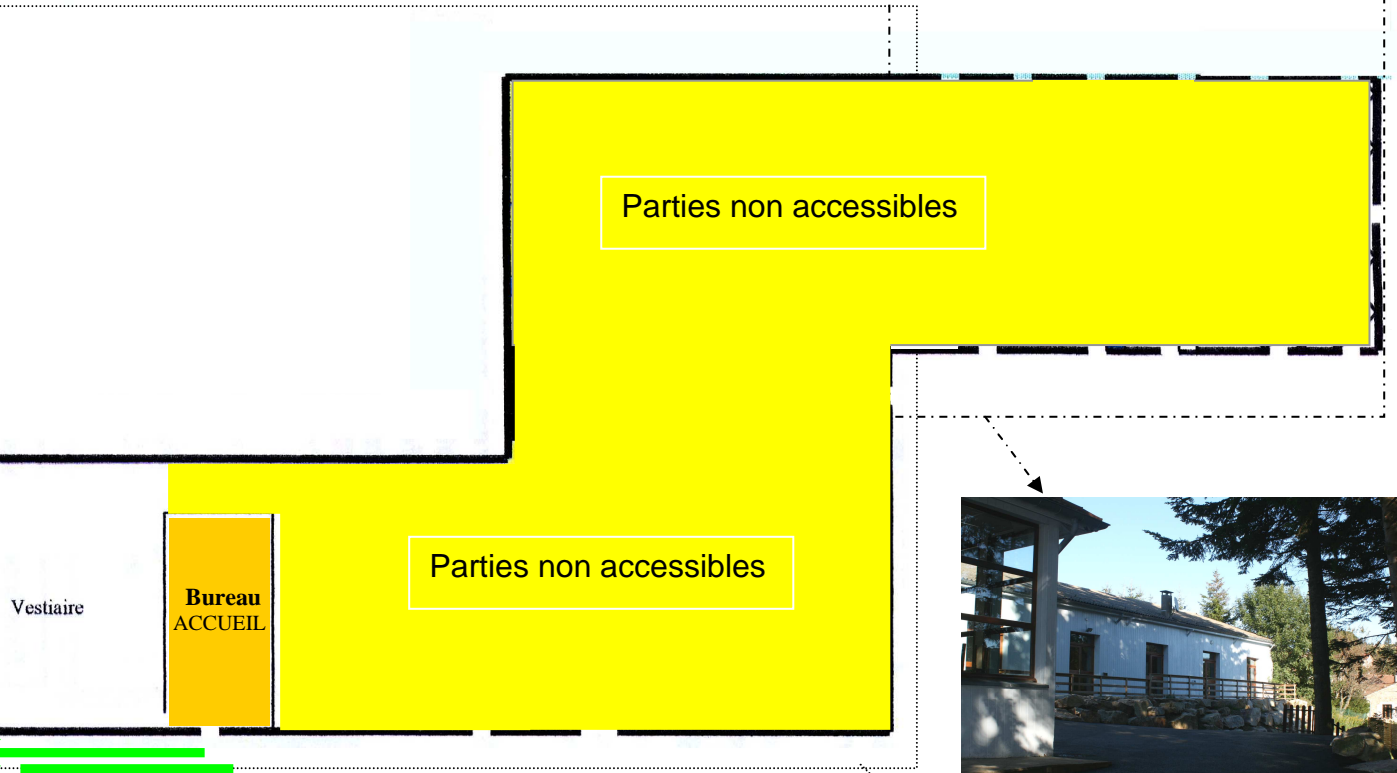 Parties non accessibles
Parties non accessibles
Vestiaire
Bureau
ACCUEIL